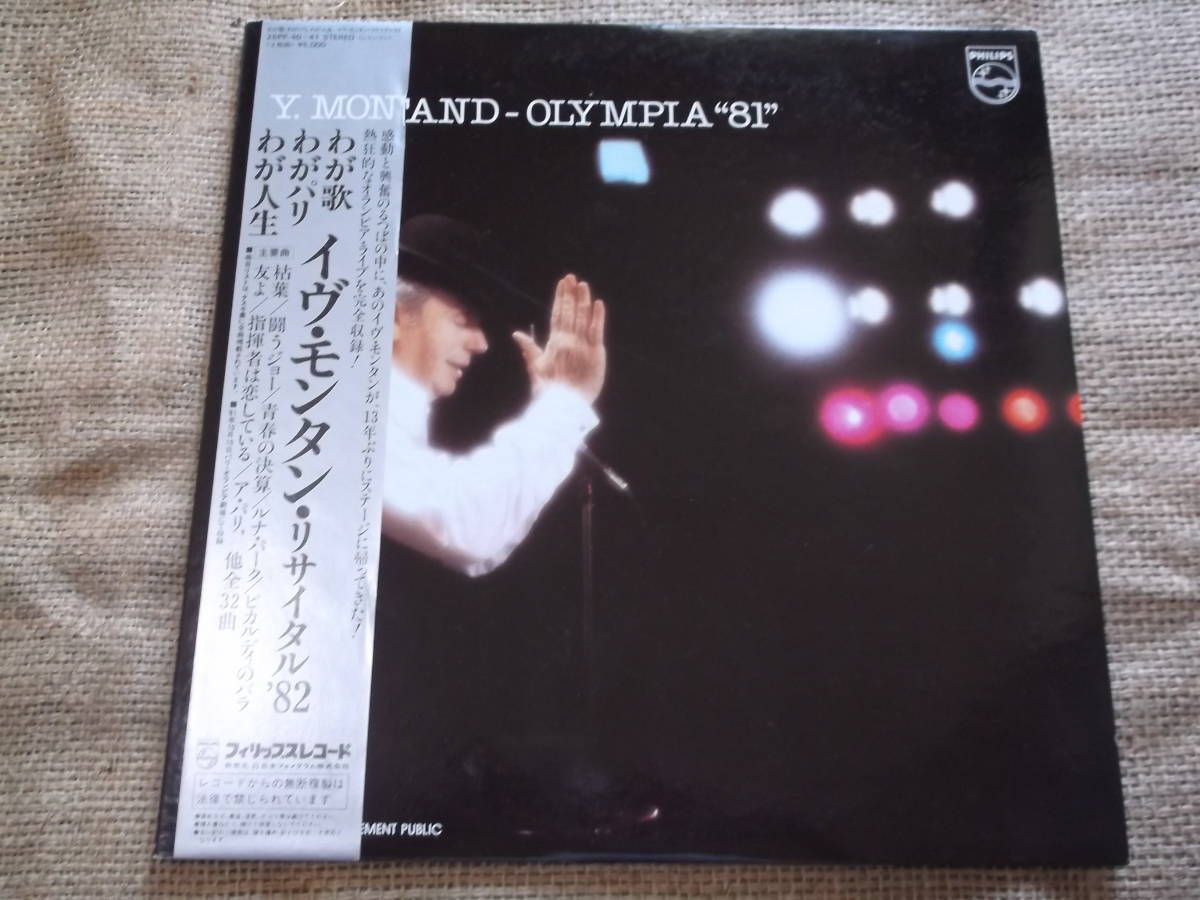 25PP-40~41 STEREO
¥5,000
PHILIPS
Y. MONTAND - OLYMPIA "81"
感動と興奮のるつぼの中に、あのイヴ・モンタンが、13年ぶりにステージに帰ってきた!
熱狂的なオランピア・ライブを完全収録!
わが歌
わがパリ
わが人生
イヴ・モンタン・リサイタル'82
主要曲
枯葉/闘うジョー/青春の決算/ルナ・パーク/ピカルディのバラ
友よ/指揮者は恋している/ア・パリ、他全32曲
フィリップスレコード
レコードからの無断複製は
法律で禁じられています
EMENT PUBLIC